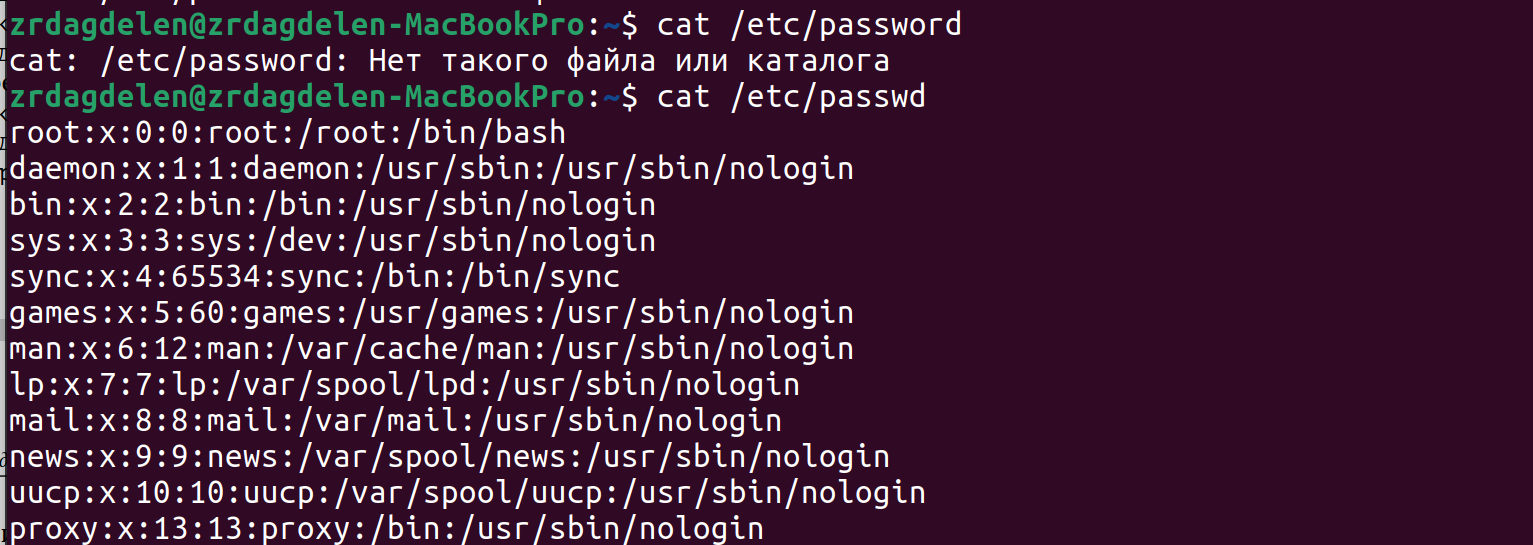 zrdagdelen@zrdagdelen-MacBookPro:~$ cat /etc/password
cat: /etc/password: Нет такого файла или каталога
zrdagdelen@zrdagdelen-MacBookPro:~$ cat /etc/passwd
root:x:0:0:root:/root:/bin/bash
daemon:x:1:1:daemon:/usr/sbin:/usr/sbin/nologin
bin:x:2:2:bin:/bin:/usr/sbin/nologin
sys:x:3:3:sys:/dev:/usr/sbin/nologin
sync:x:4:65534:sync:/bin:/bin/sync
games:x:5:60:games:/usr/games:/usr/sbin/nologin
man:x:6:12:man:/var/cache/man:/usr/sbin/nologin
lp:x:7:7:lp:/var/spool/lpd:/usr/sbin/nologin
mail:x:8:8:mail:/var/mail:/usr/sbin/nologin
news:x:9:9:news:/var/spool/news:/usr/sbin/nologin
uucp:x:10:10:uucp:/var/spool/uucp:/usr/sbin/nologin
proxy:x:13:13:proxy:/bin:/usr/sbin/nologin